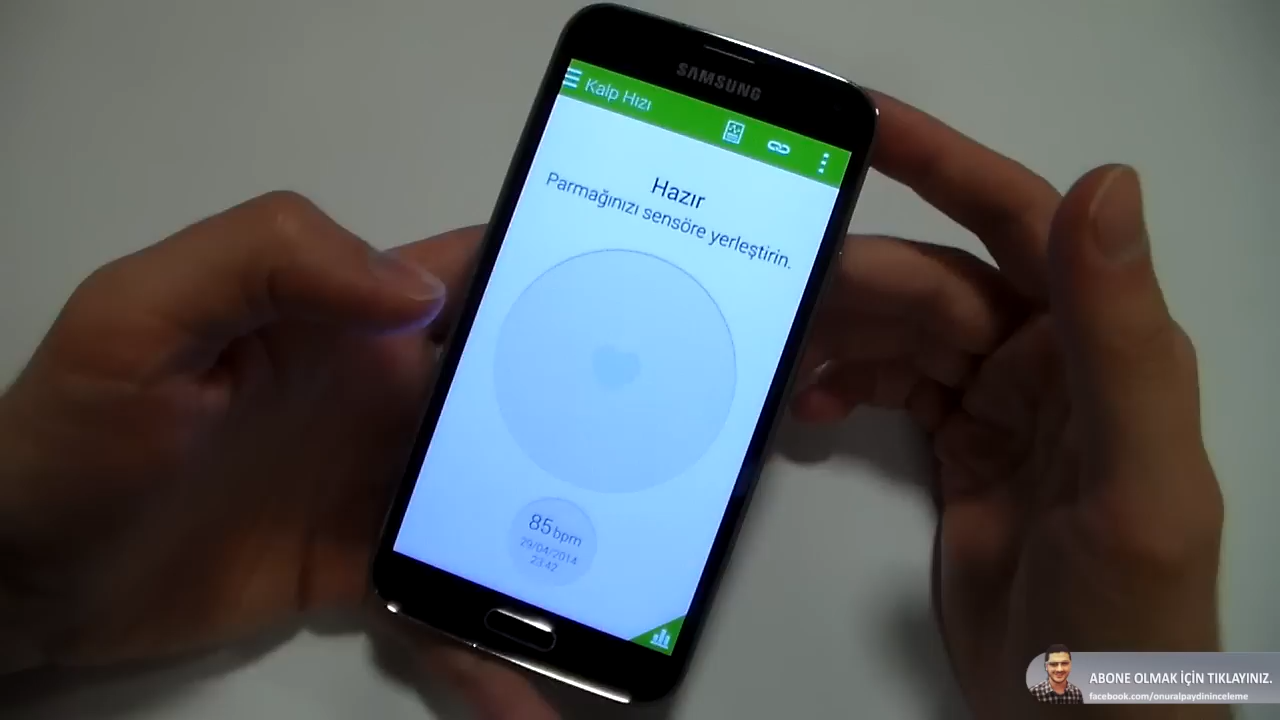 SAMSUNG
Kalp Hızı
Hazır
Parmağınızı sensöre yerleştirin.
85 bpm
29/04/2014
23:42
ABONE OLMAK İÇİN TIKLAYINIZ.
facebook.com/onuralpaydininceleme